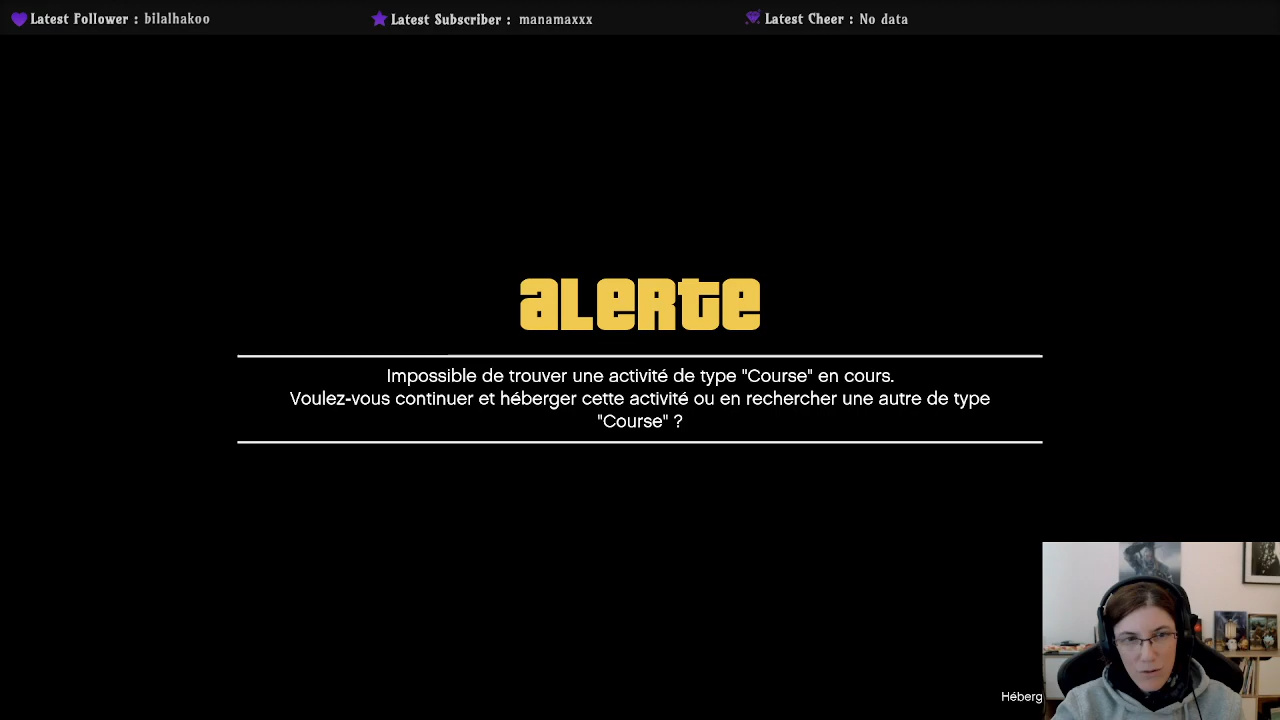 Latest Follower : bilalhakoo
Latest Subscriber : manamaxxx
Latest Cheer : No data
ALERTE
Impossible de trouver une activité de type "Course" en cours.
Voulez-vous continuer et héberger cette activité ou en rechercher une autre de type
"Course" ?
Héberg